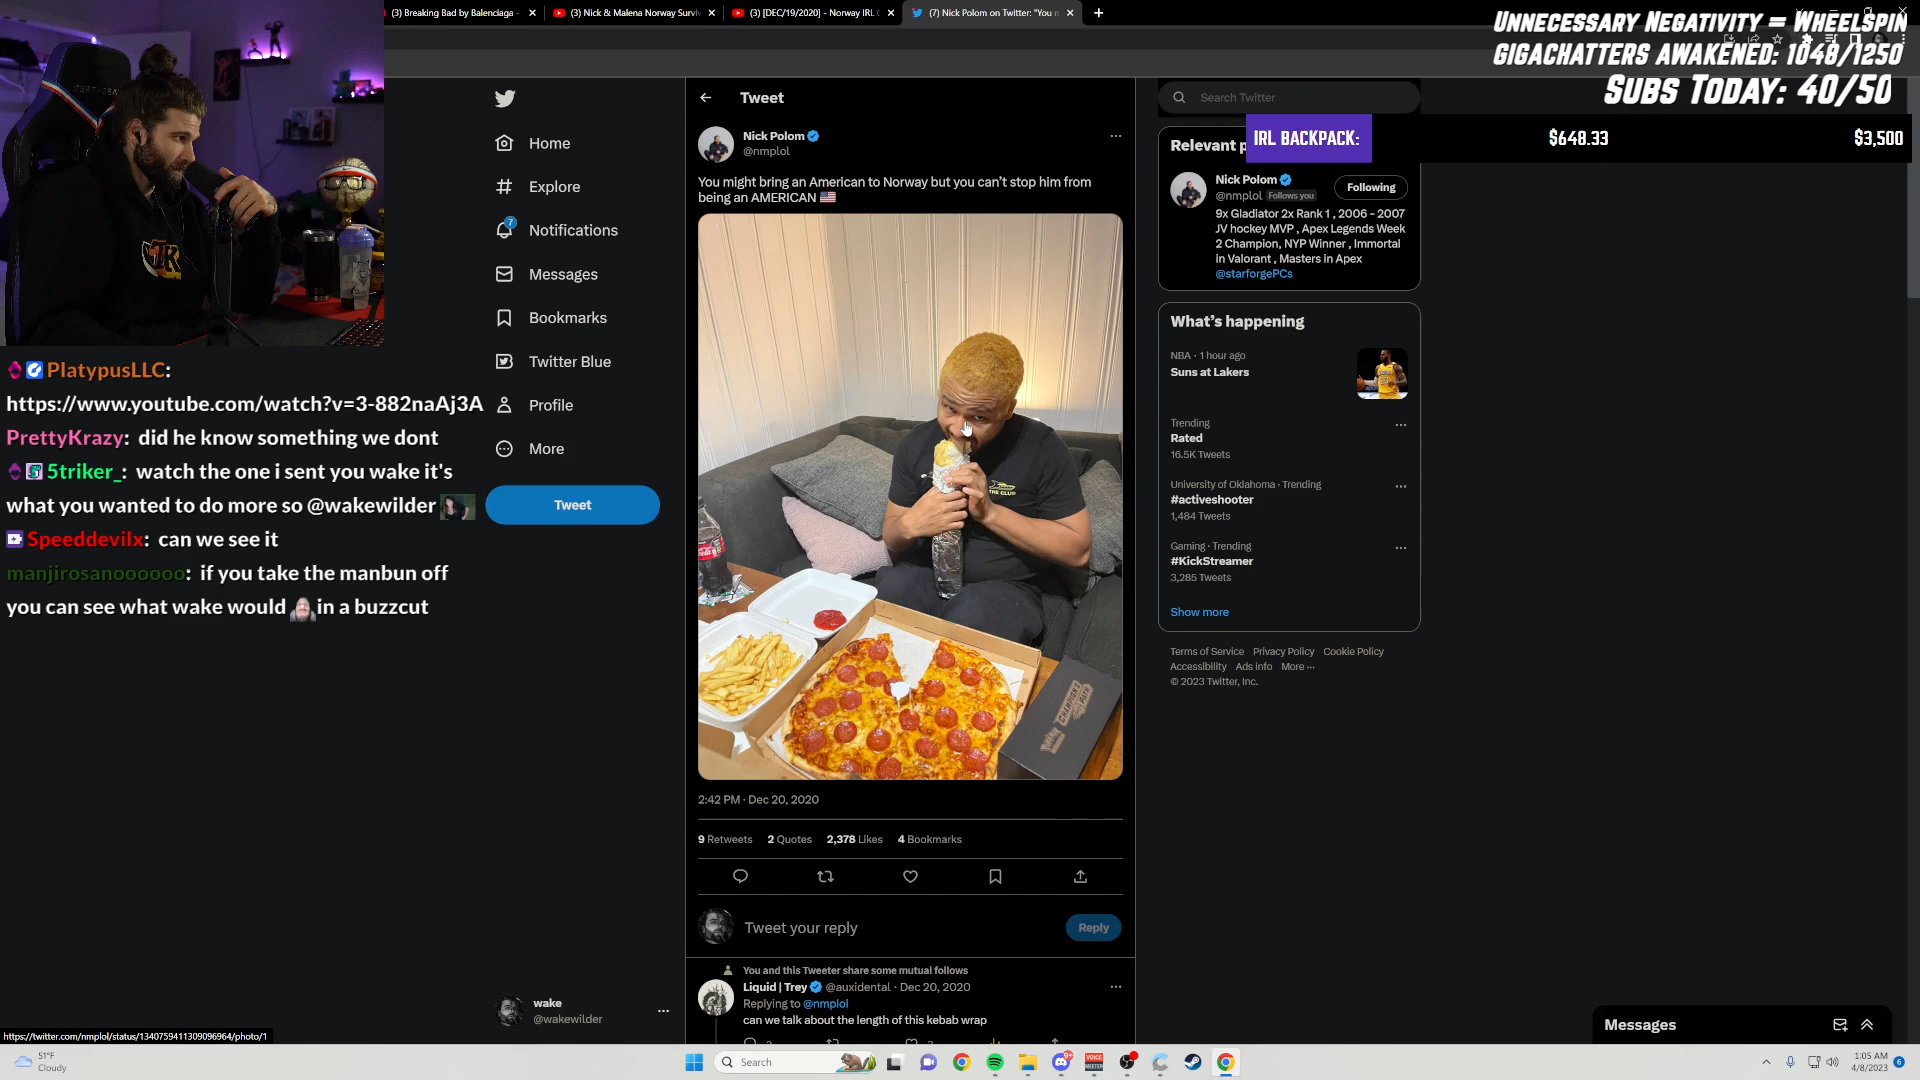 (3) Breaking Bad by Balenciaga -
(3) Nick & Malena Norway Surviv
(3) [DEC/19/2020] - Norway IRL
(7) Nick Polom on Twitter: "You m
Unnecessary Negativity = Wheelspin
GigaChatters Awakened: 1048/1250
Subs Today: 40/50
IRL BACKPACK:
$648.33
$3,500
PlatypusLLC:
https://www.youtube.com/watch?v=3-882naAj3A
PrettyKrazy: did he know something we dont
5triker_: watch the one i sent you wake it's
what you wanted to do more so @wakewilder
Speeddevilx: can we see it
manjirosanoooooo: if you take the manbun off
you can see what wake would in a buzzcut
Home
Explore
7
Notifications
Messages
Bookmarks
Twitter Blue
Profile
More
Tweet
wake
@wakewilder
Tweet
Nick Polom
@nmplol
You might bring an American to Norway but you can't stop him from
being an AMERICAN 🇺🇸
2:42 PM · Dec 20, 2020
9 Retweets 2 Quotes 2,378 Likes 4 Bookmarks
Tweet your reply
Reply
You and this Tweeter share some mutual follows
Liquid | Trey @auxidental · Dec 20, 2020
Replying to @nmplol
can we talk about the length of this kebab wrap
Search Twitter
Relevant p
Nick Polom
@nmplol Follows you
Following
9x Gladiator 2x Rank 1 , 2006 - 2007
JV hockey MVP , Apex Legends Week
2 Champion, NYP Winner , Immortal
in Valorant , Masters in Apex
@starforgePCs
What's happening
NBA · 1 hour ago
Suns at Lakers
Trending
Rated
16.5K Tweets
University of Oklahoma · Trending
#activeshooter
1,484 Tweets
Gaming · Trending
#KickStreamer
3,285 Tweets
Show more
Terms of Service Privacy Policy Cookie Policy
Accessibility Ads info More ···
© 2023 Twitter, Inc.
Messages
https://twitter.com/nmplol/status/1340759411309096964/photo/1
51°F
Cloudy
Search
1:05 AM
4/8/2023
6